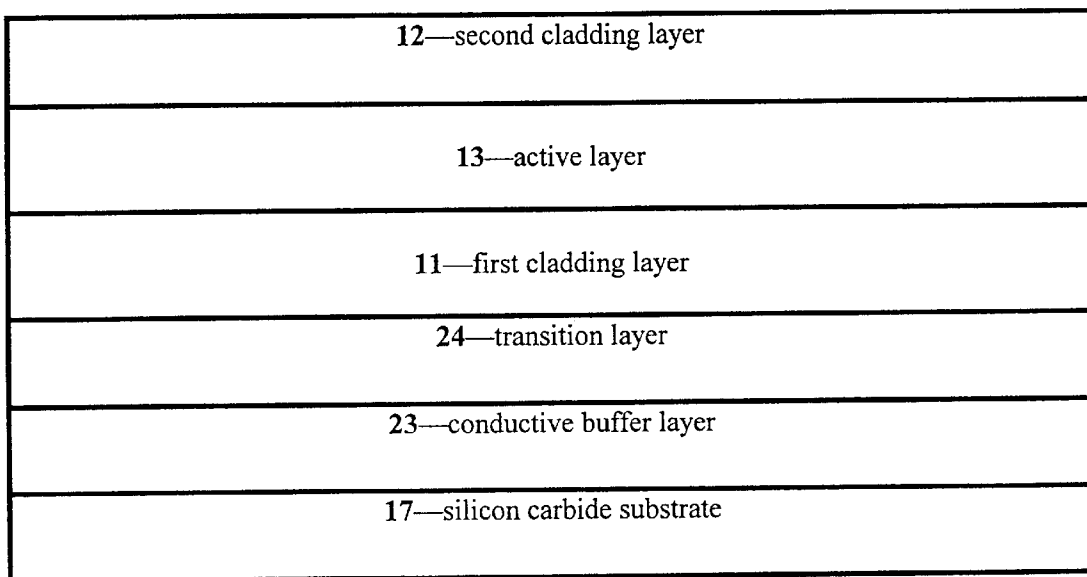 12—second cladding layer
13—active layer
11—first cladding layer
24—transition layer
23—conductive buffer layer
17—silicon carbide substrate